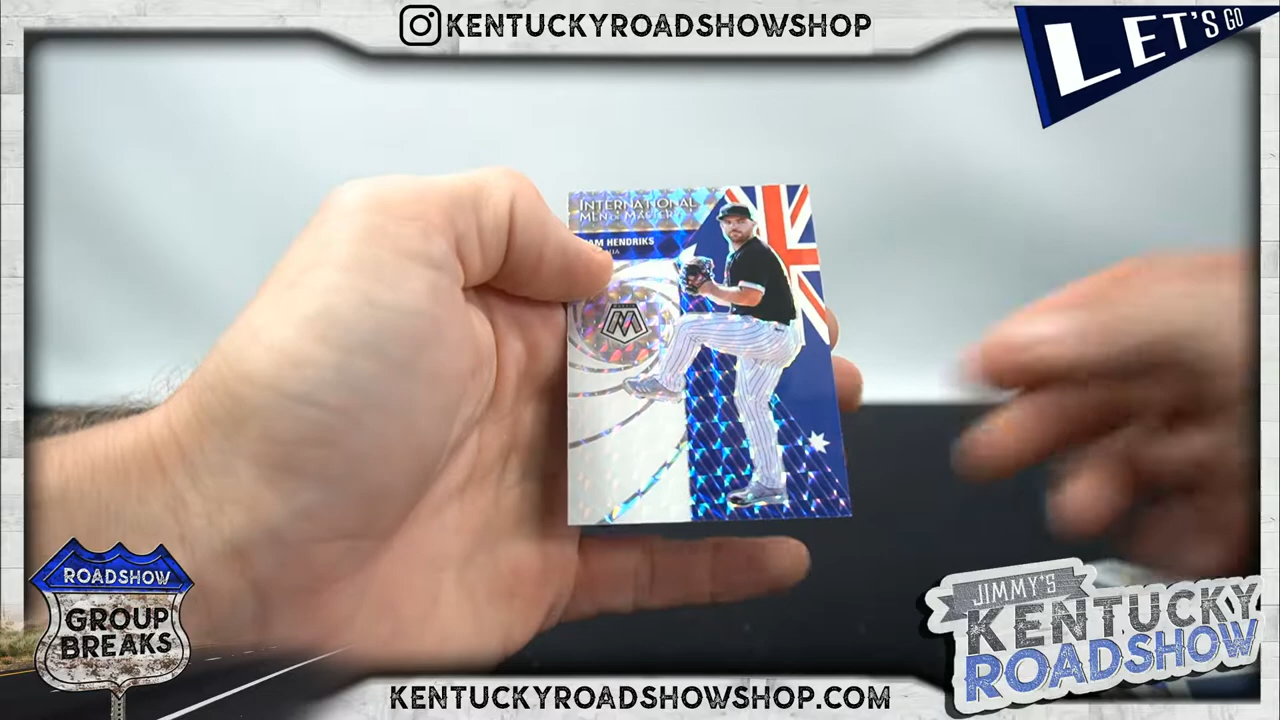 KENTUCKYROADSHOWSHOP
LET'S GO
INTERNATIONAL
MEN OF MASTERY
HENDRIKS
M
ROADSHOW
GROUP
BREAKS
JIMMY'S
KENTUCKY
ROADSHOW
KENTUCKYROADSHOWSHOP.COM